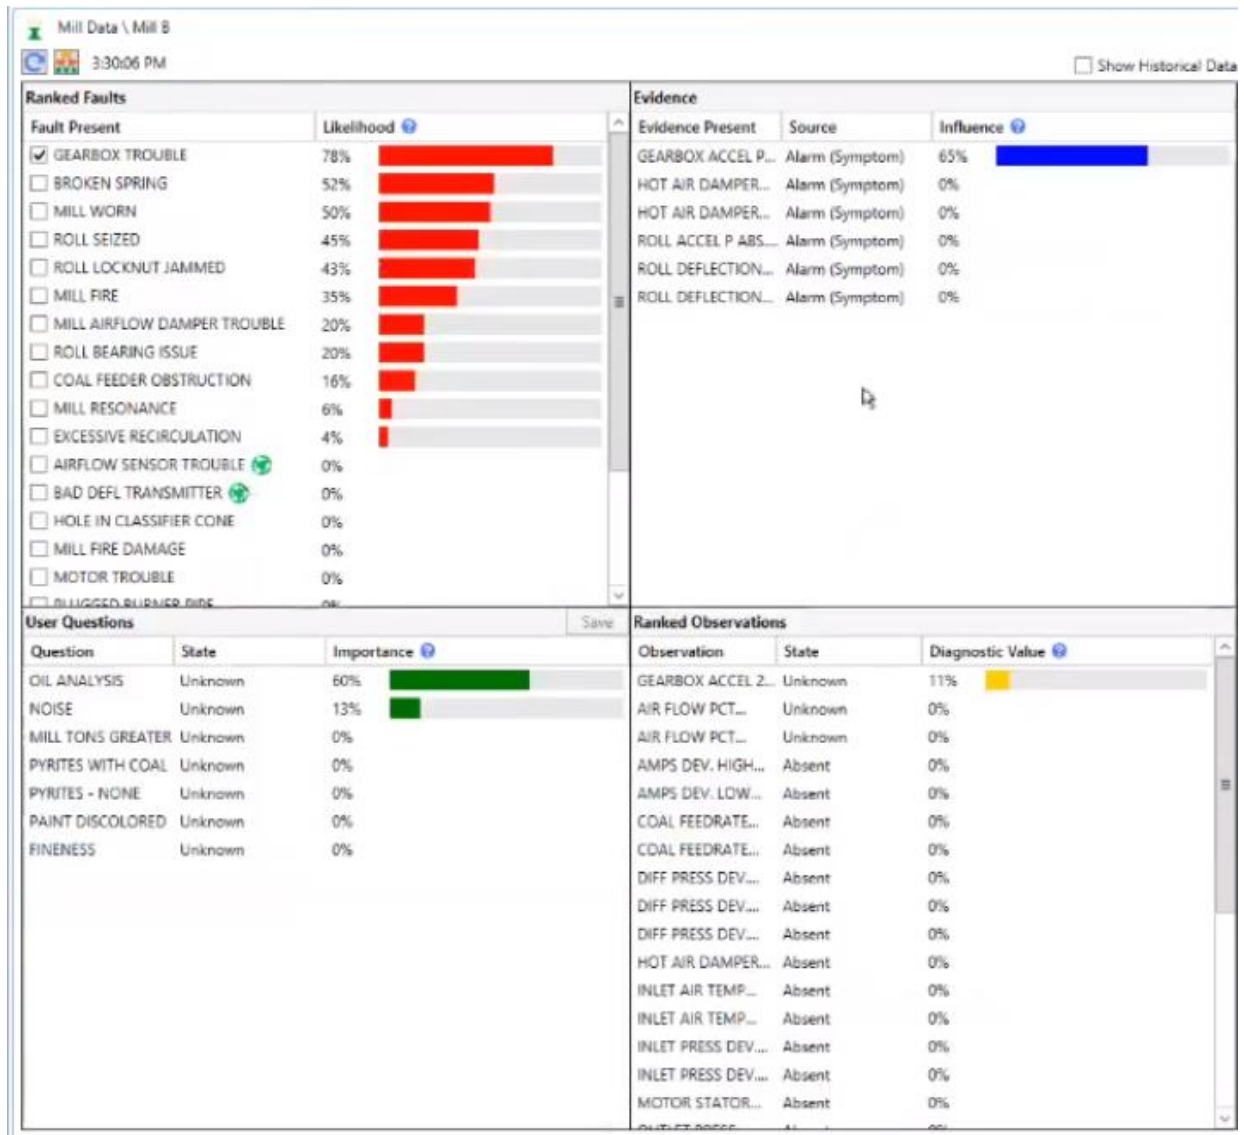 Mill Data \ Mill B
3:30:06 PM
Show Historical Data
Ranked Faults
Fault Present Likelihood
GEARBOX TROUBLE 78%
BROKEN SPRING 52%
MILL WORN 50%
ROLL SEIZED 45%
ROLL LOCKNUT JAMMED 43%
MILL FIRE 35%
MILL AIRFLOW DAMPER TROUBLE 20%
ROLL BEARING ISSUE 20%
COAL FEEDER OBSTRUCTION 16%
MILL RESONANCE 6%
EXCESSIVE RECIRCULATION 4%
AIRFLOW SENSOR TROUBLE 0%
BAD DEFL TRANSMITTER 0%
HOLE IN CLASSIFIER CONE 0%
MILL FIRE DAMAGE 0%
MOTOR TROUBLE 0%
PLUGGED BURNER PIPE 0%
Evidence
Evidence Present Source Influence
GEARBOX ACCEL P... Alarm (Symptom) 65%
HOT AIR DAMPER... Alarm (Symptom) 0%
HOT AIR DAMPER... Alarm (Symptom) 0%
ROLL ACCEL P ABS... Alarm (Symptom) 0%
ROLL DEFLECTION... Alarm (Symptom) 0%
ROLL DEFLECTION... Alarm (Symptom) 0%
User Questions Save
Question State Importance
OIL ANALYSIS Unknown 60%
NOISE Unknown 13%
MILL TONS GREATER Unknown 0%
PYRITES WITH COAL Unknown 0%
PYRITES - NONE Unknown 0%
PAINT DISCOLORED Unknown 0%
FINENESS Unknown 0%
Ranked Observations
Observation State Diagnostic Value
GEARBOX ACCEL 2... Unknown 11%
AIR FLOW PCT... Unknown 0%
AIR FLOW PCT... Unknown 0%
AMPS DEV. HIGH... Absent 0%
AMPS DEV. LOW... Absent 0%
COAL FEEDRATE... Absent 0%
COAL FEEDRATE... Absent 0%
DIFF PRESS DEV.... Absent 0%
DIFF PRESS DEV.... Absent 0%
DIFF PRESS DEV.... Absent 0%
HOT AIR DAMPER... Absent 0%
INLET AIR TEMP... Absent 0%
INLET AIR TEMP... Absent 0%
INLET PRESS DEV.... Absent 0%
INLET PRESS DEV.... Absent 0%
MOTOR STATOR... Absent 0%